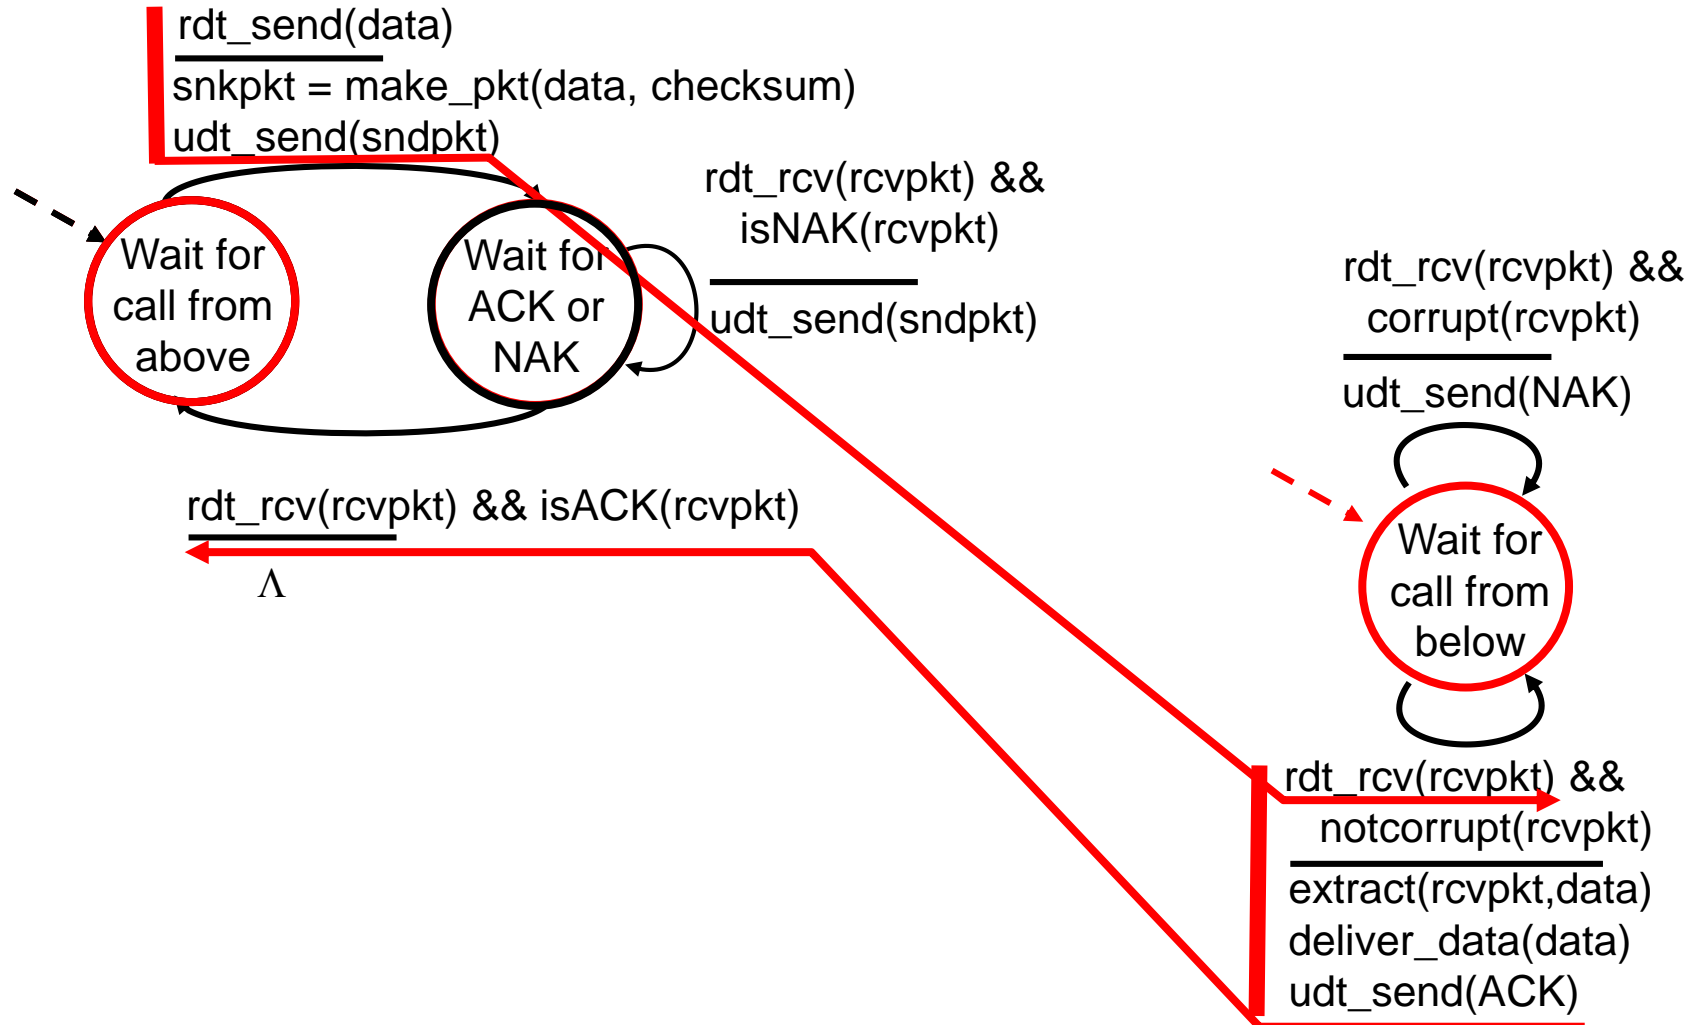 rdt_send(data)
snkpkt = make_pkt(data, checksum)
udt_send(sndpkt)
Wait for
call from
above
Wait for
ACK or
NAK
rdt_rcv(rcvpkt) &&
isNAK(rcvpkt)
udt_send(sndpkt)
rdt_rcv(rcvpkt) && isACK(rcvpkt)
Λ
rdt_rcv(rcvpkt) &&
corrupt(rcvpkt)
udt_send(NAK)
Wait for
call from
below
rdt_rcv(rcvpkt) &&
notcorrupt(rcvpkt)
extract(rcvpkt,data)
deliver_data(data)
udt_send(ACK)